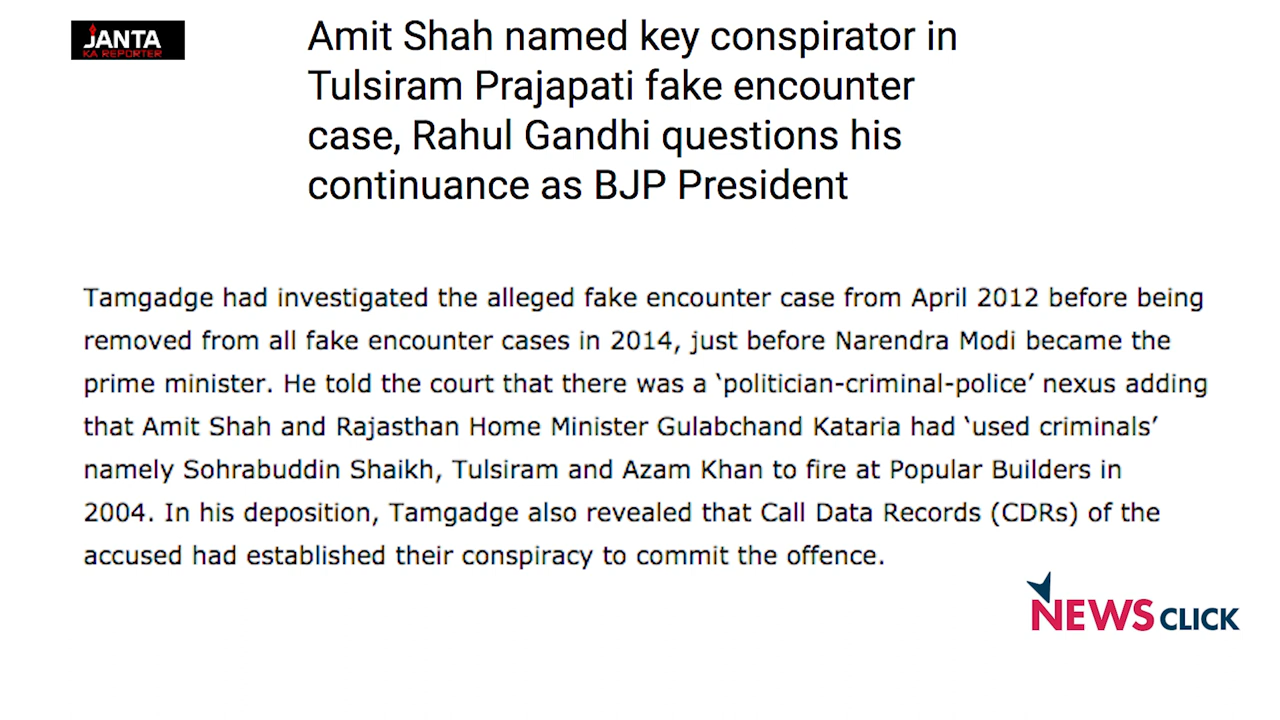 JANTA
KA REPORTER
Amit Shah named key conspirator in
Tulsiram Prajapati fake encounter
case, Rahul Gandhi questions his
continuance as BJP President
Tamgadge had investigated the alleged fake encounter case from April 2012 before being
removed from all fake encounter cases in 2014, just before Narendra Modi became the
prime minister. He told the court that there was a ‘politician-criminal-police’ nexus adding
that Amit Shah and Rajasthan Home Minister Gulabchand Kataria had ‘used criminals’
namely Sohrabuddin Shaikh, Tulsiram and Azam Khan to fire at Popular Builders in
2004. In his deposition, Tamgadge also revealed that Call Data Records (CDRs) of the
accused had established their conspiracy to commit the offence.
NEWSCLICK